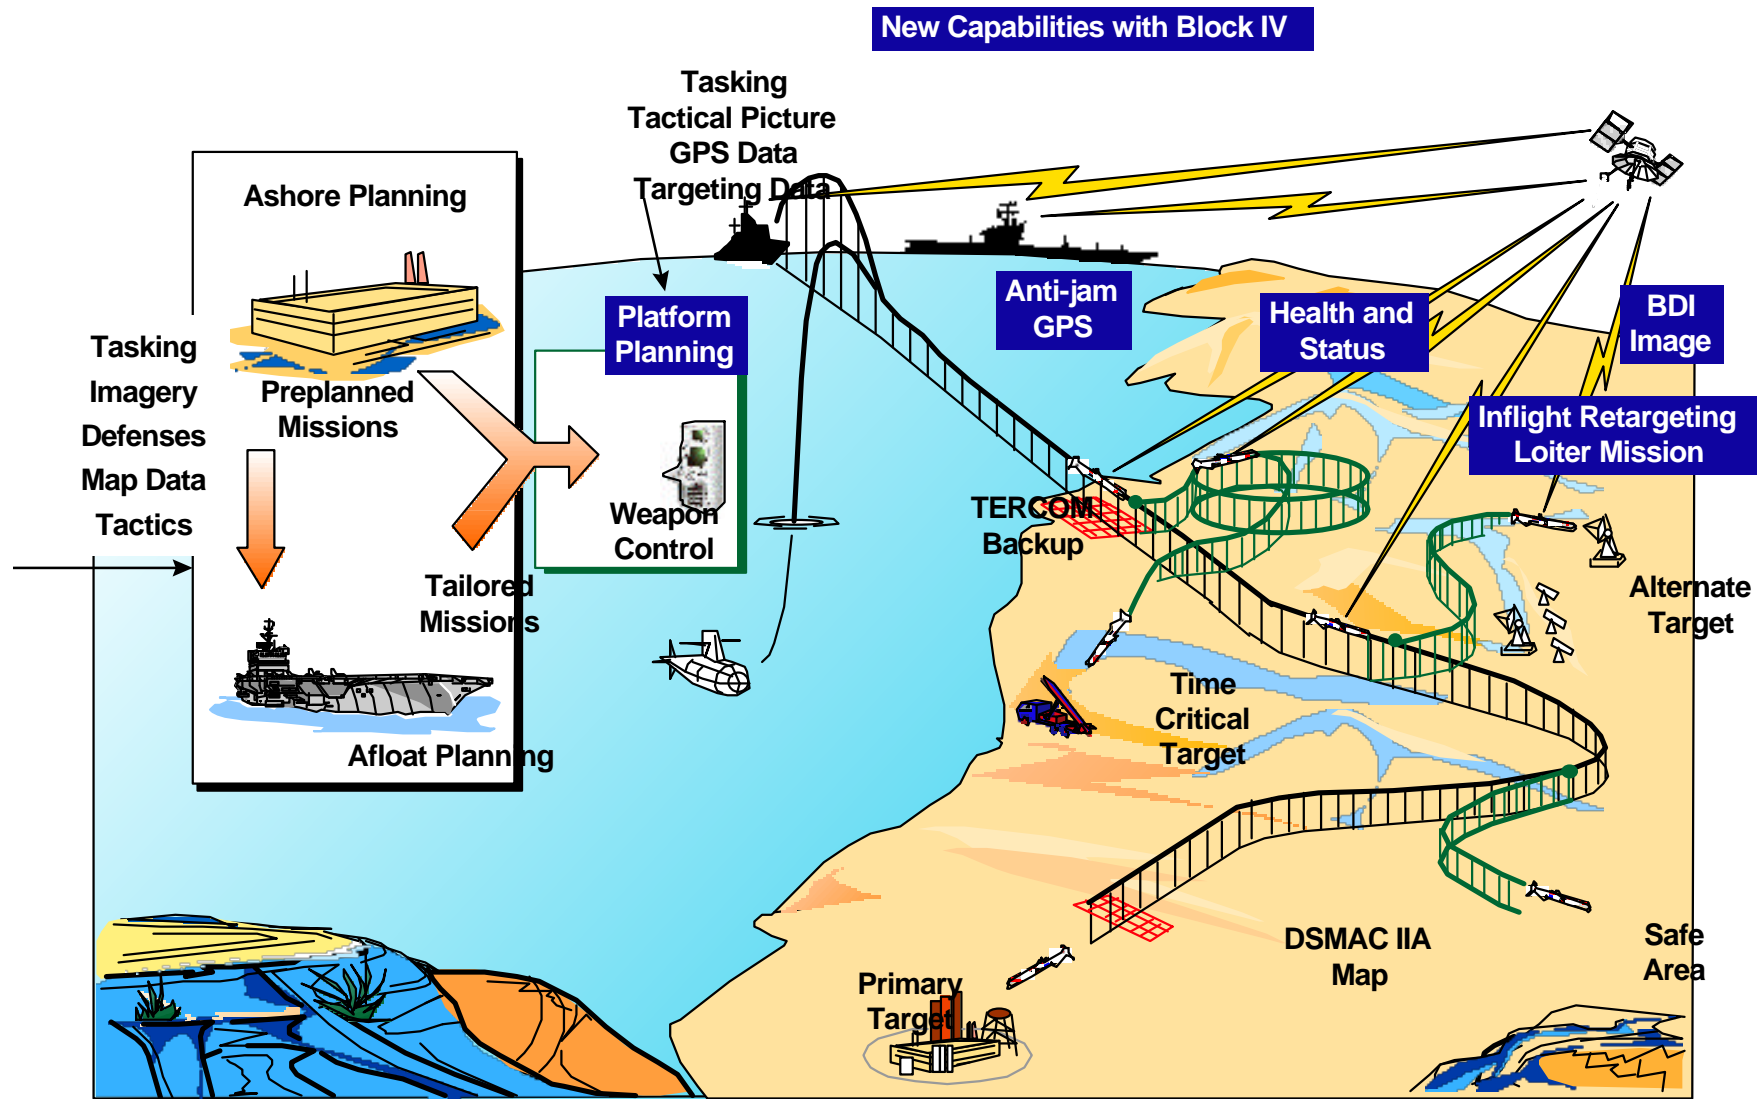 New Capabilities with Block IV
Tasking
Tactical Picture
GPS Data
Targeting Data
Ashore Planning
Preplanned
Missions
Tasking
Imagery
Defenses
Map Data
Tactics
Tailored
Missions
Afloat Planning
Platform
Planning
Weapon
Control
Anti-jam
GPS
Health and
Status
BDI
Image
Inflight Retargeting
Loiter Mission
TERCOM
Backup
Alternate
Target
Time
Critical
Target
DSMAC IIA
Map
Safe
Area
Primary
Target